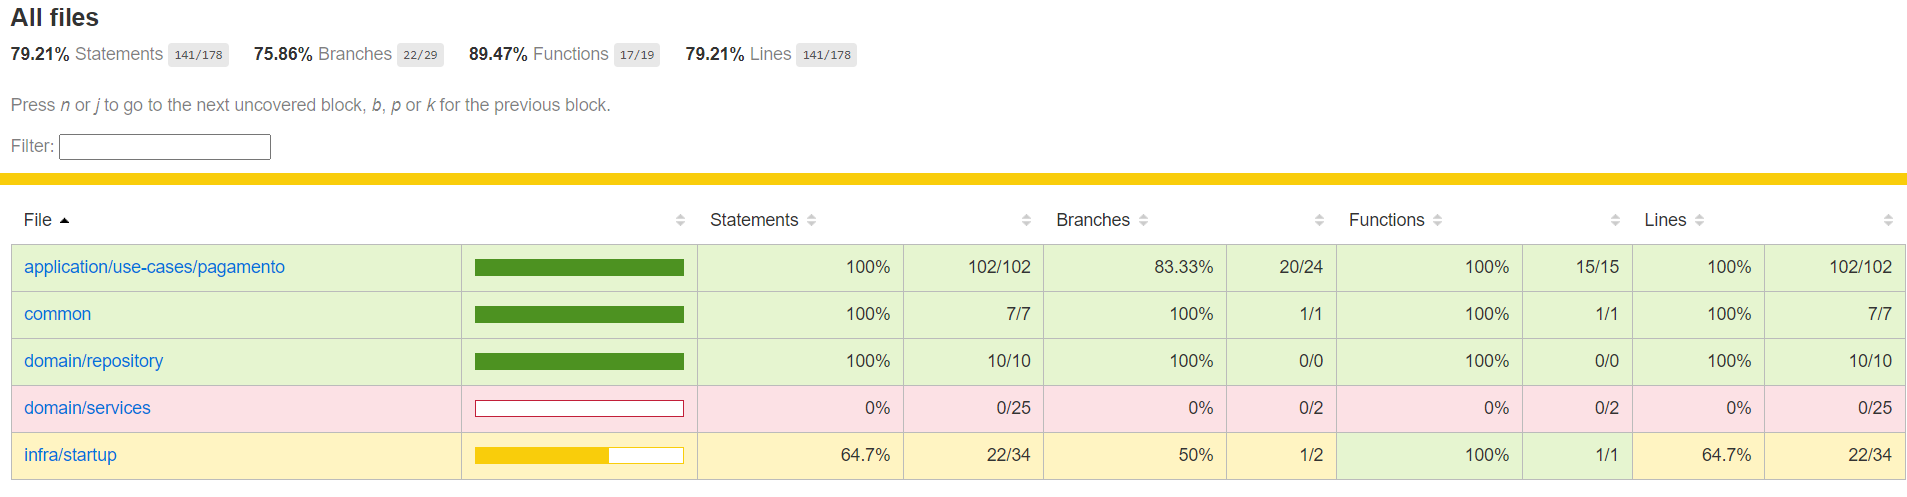 All files
79.21% Statements 141/178 75.86% Branches 22/29 89.47% Functions 17/19 79.21% Lines 141/178
Press n or j to go to the next uncovered block, b, p or k for the previous block.
Filter:
File Statements Branches Functions Lines
application/use-cases/pagamento 100% 102/102 83.33% 20/24 100% 15/15 100% 102/102
common 100% 7/7 100% 1/1 100% 1/1 100% 7/7
domain/repository 100% 10/10 100% 0/0 100% 0/0 100% 10/10
domain/services 0% 0/25 0% 0/2 0% 0/2 0% 0/25
infra/startup 64.7% 22/34 50% 1/2 100% 1/1 64.7% 22/34